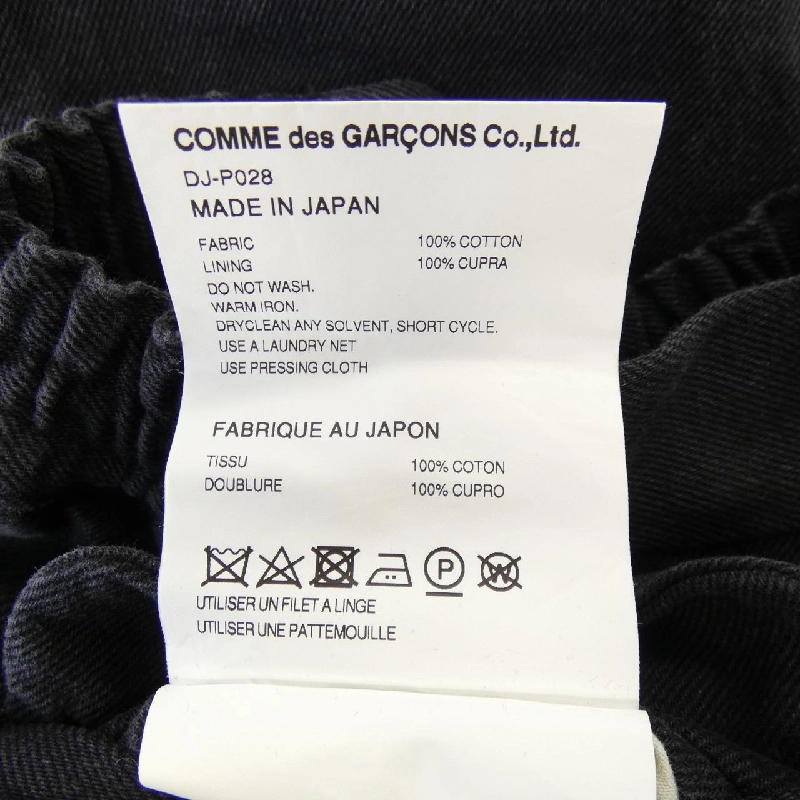 COMME des GARÇONS Co.,Ltd.
DJ-P028
MADE IN JAPAN
FABRIC 100% COTTON
LINING 100% CUPRA
DO NOT WASH.
WARM IRON.
DRYCLEAN ANY SOLVENT, SHORT CYCLE.
USE A LAUNDRY NET
USE PRESSING CLOTH
FABRIQUE AU JAPON
TISSU 100% COTON
DOUBLURE 100% CUPRO
P W
UTILISER UN FILET A LINGE
UTILISER UNE PATTEMOUILLE